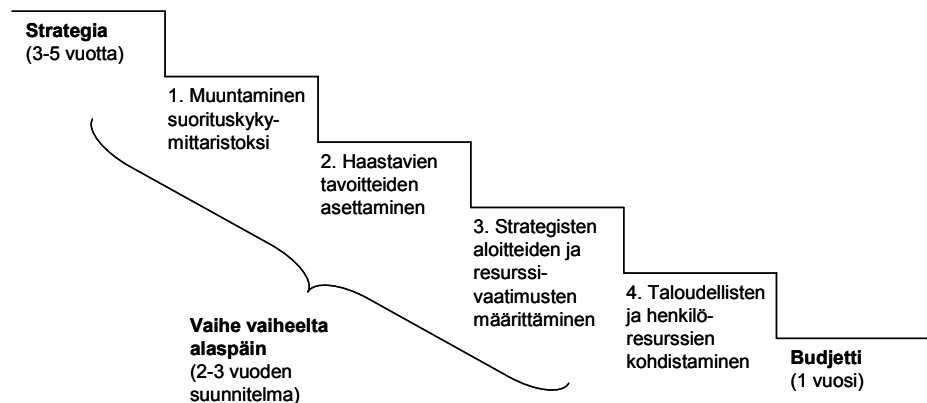 Strategia
(3-5 vuotta)
1. Muuntaminen
suorituskyky-
mittaristoksi
2. Haastavien
tavoitteiden
asettaminen
3. Strategisten
aloitteiden ja
resurssi-
vaatimusten
määrittäminen
4. Taloudellisten
ja henkilö-
resurssien
kohdistaminen
Vaihe vaiheelta
alaspäin
(2-3 vuoden
suunnitelma)
Budjetti
(1 vuosi)